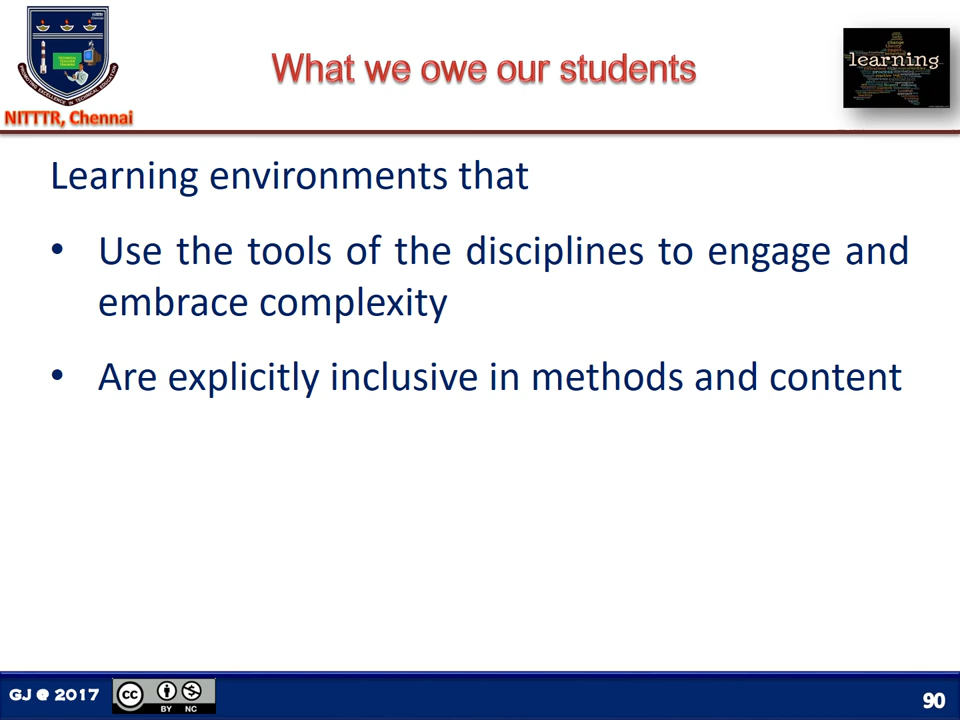 What we owe our students
learning
NITTTR, Chennai
Learning environments that
• Use the tools of the disciplines to engage and
embrace complexity
• Are explicitly inclusive in methods and content
GJ @ 2017
cc
BY NC
90